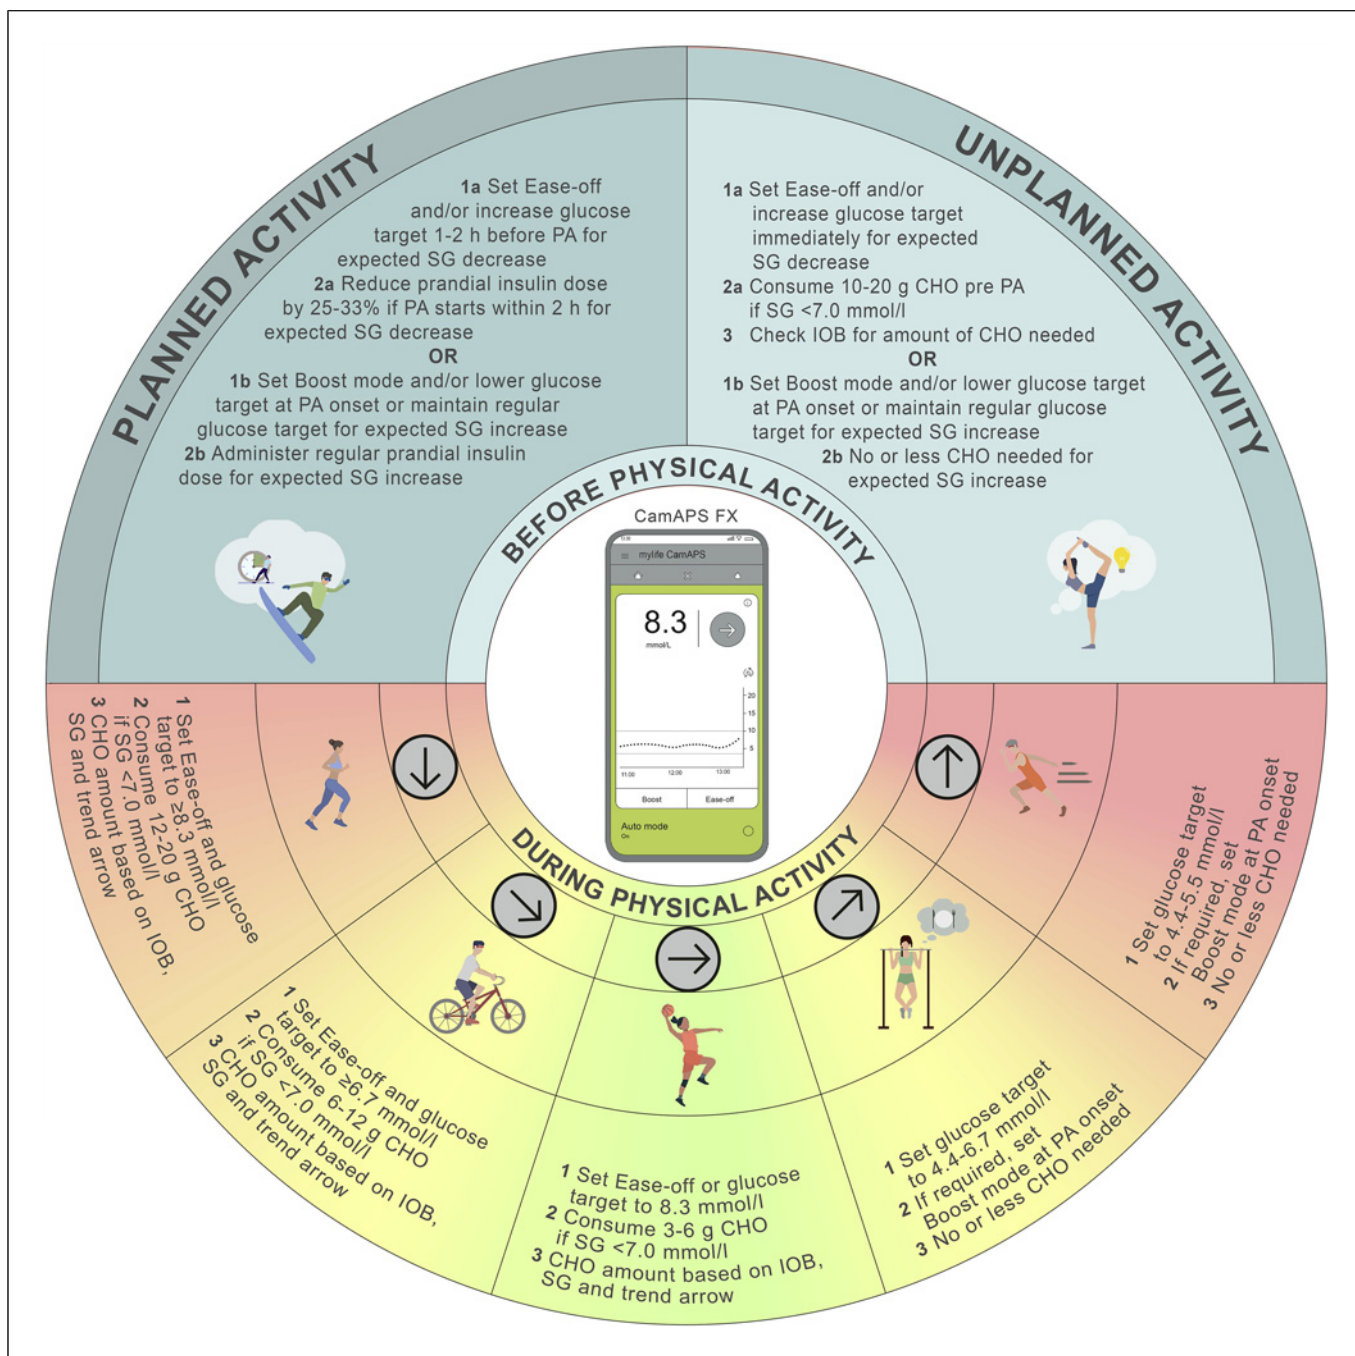 PLANNED ACTIVITY
1a Set Ease-off
and/or increase glucose
target 1-2 h before PA for
expected SG decrease
2a Reduce prandial insulin dose
by 25-33% if PA starts within 2 h for
expected SG decrease
OR
1b Set Boost mode and/or lower glucose
target at PA onset or maintain regular
glucose target for expected SG increase
2b Administer regular prandial insulin
dose for expected SG increase
UNPLANNED ACTIVITY
1a Set Ease-off and/or
increase glucose target
immediately for expected
SG decrease
2a Consume 10-20 g CHO pre PA
if SG <7.0 mmol/l
3 Check IOB for amount of CHO needed
OR
1b Set Boost mode and/or lower glucose target
at PA onset or maintain regular glucose
target for expected SG increase
2b No or less CHO needed for
expected SG increase
BEFORE PHYSICAL ACTIVITY
CamAPS FX
mylife CamAPS
8.3
mmol/L
20
15
10
5
11:00 12:00 13:00
Boost Ease-off
Auto mode
On
DURING PHYSICAL ACTIVITY
1 Set Ease-off and glucose
target to ≥8.3 mmol/l
2 Consume 12-20 g CHO
if SG <7.0 mmol/l
3 CHO amount based on IOB,
SG and trend arrow
1 Set Ease-off and glucose
target to ≥6.7 mmol/l
2 Consume 6-12 g CHO
if SG <7.0 mmol/l
3 CHO amount based on IOB,
SG and trend arrow
1 Set Ease-off or glucose
target to 8.3 mmol/l
2 Consume 3-6 g CHO
if SG <7.0 mmol/l
3 CHO amount based on IOB,
SG and trend arrow
1 Set glucose target
to 4.4-6.7 mmol/l
2 If required, set
Boost mode at PA onset
3 No or less CHO needed
1 Set glucose target
to 4.4-5.5 mmol/l
2 If required, set
Boost mode at PA onset
3 No or less CHO needed